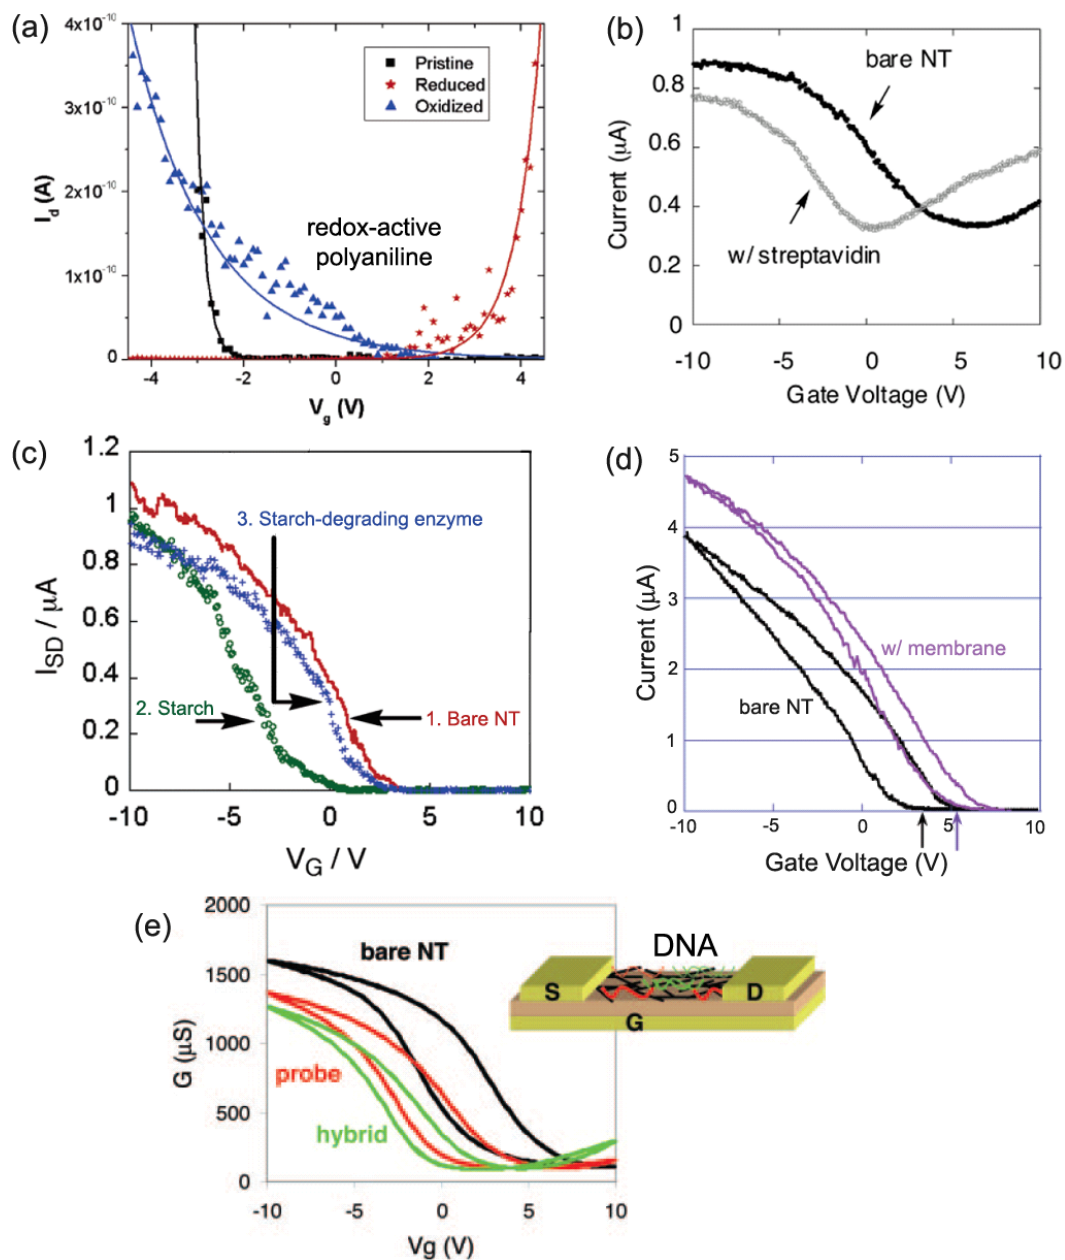 (a)
4x10⁻¹⁰
3x10⁻¹⁰
2x10⁻¹⁰
1x10⁻¹⁰
0
I_d (A)
Pristine
Reduced
Oxidized
redox-active
polyaniline
-4 -2 0 2 4
V_g (V)
(b)
1
0.8
0.6
0.4
0.2
0
Current (μA)
bare NT
w/ streptavidin
-10 -5 0 5 10
Gate Voltage (V)
(c)
1.2
1
0.8
0.6
0.4
0.2
0
I_SD / μA
3. Starch-degrading enzyme
2. Starch
1. Bare NT
-10 -5 0 5 10
V_G / V
(d)
5
4
3
2
1
0
Current (μA)
w/ membrane
bare NT
-10 -5 0 5 10
Gate Voltage (V)
(e)
2000
1500
1000
500
0
G (μS)
bare NT
probe
hybrid
-10 -5 0 5 10
Vg (V)
DNA
S D
G